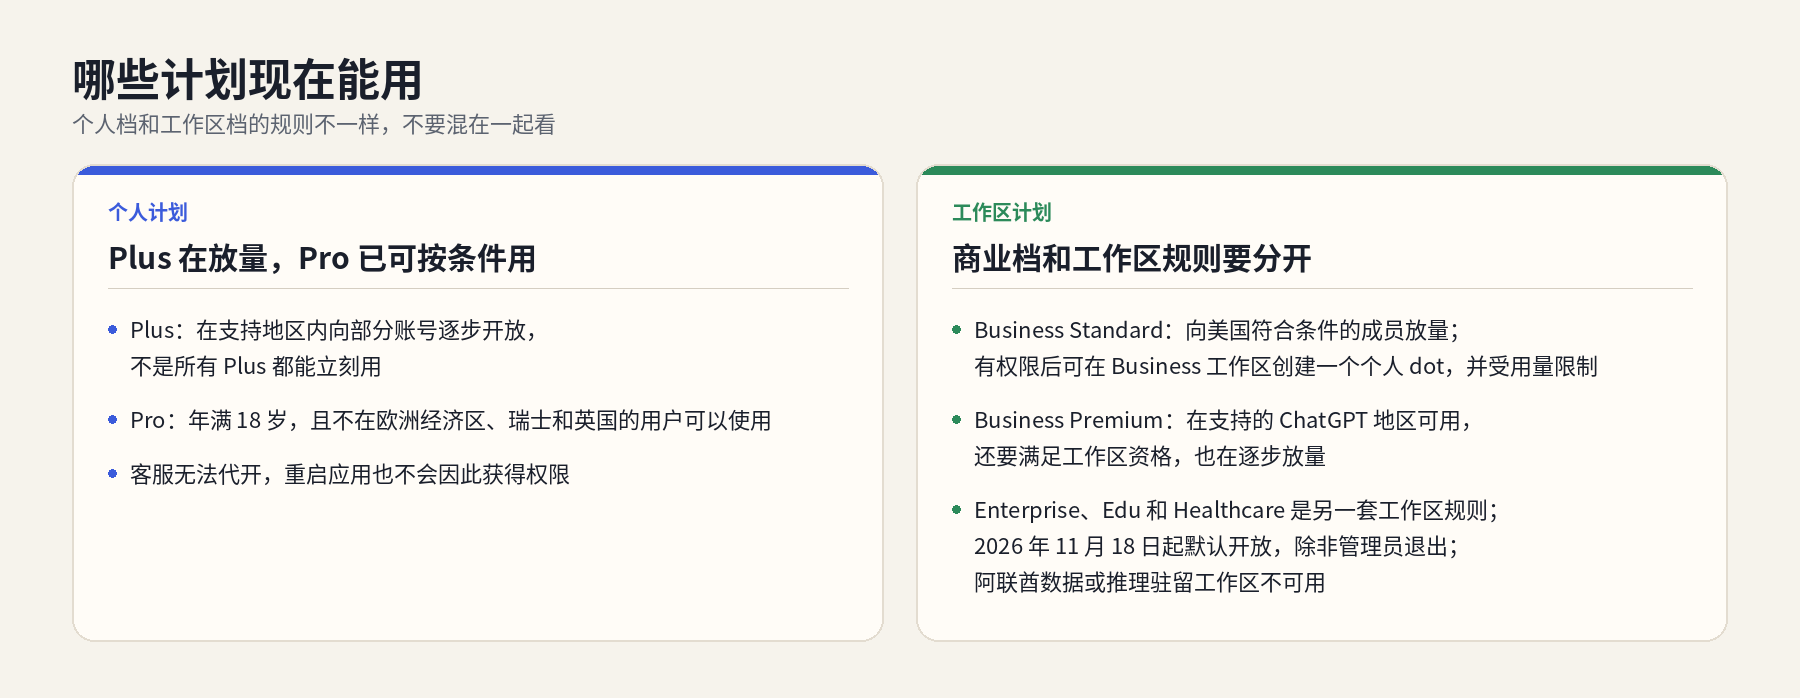 哪些计划现在能用
个人档和工作区档的规则不一样，不要混在一起看
个人计划
Plus 在放量，Pro 已可按条件用
Plus：在支持地区内向部分账号逐步开放，
不是所有 Plus 都能立刻用
Pro：年满 18 岁，且不在欧洲经济区、瑞士和英国的用户可以使用
客服无法代开，重启应用也不会因此获得权限
工作区计划
商业档和工作区规则要分开
Business Standard：向美国符合条件的成员放量；
有权限后可在 Business 工作区创建一个个人 dot，并受用量限制
Business Premium：在支持的 ChatGPT 地区可用，
还要满足工作区资格，也在逐步放量
Enterprise、Edu 和 Healthcare 是另一套工作区规则；
2026 年 11 月 18 日起默认开放，除非管理员退出；
阿联酋数据或推理驻留工作区不可用